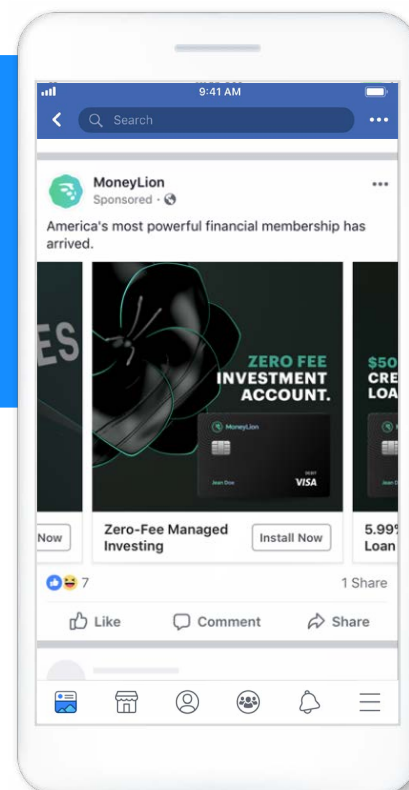 9:41 AM
Search
MoneyLion
Sponsored ·
America's most powerful financial membership has
arrived.
ES
ZERO FEE
INVESTMENT
ACCOUNT.
MoneyLion
Jean Doe
DEBIT
VISA
$50
CRE
LOA
Now
Zero-Fee Managed
Investing
Install Now
5.99%
Loan
7
1 Share
Like
Comment
Share